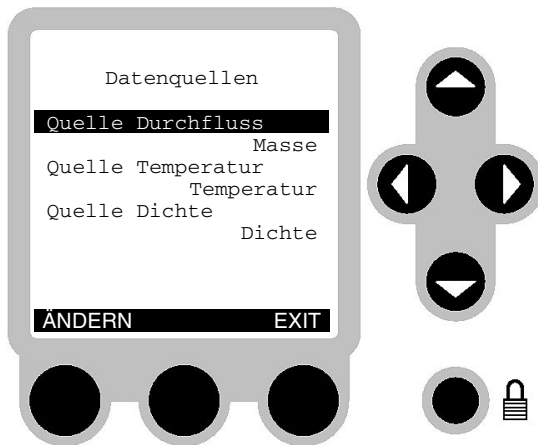 Datenquellen
Quelle Durchfluss
Masse
Quelle Temperatur
Temperatur
Quelle Dichte
Dichte
ÄNDERN EXIT